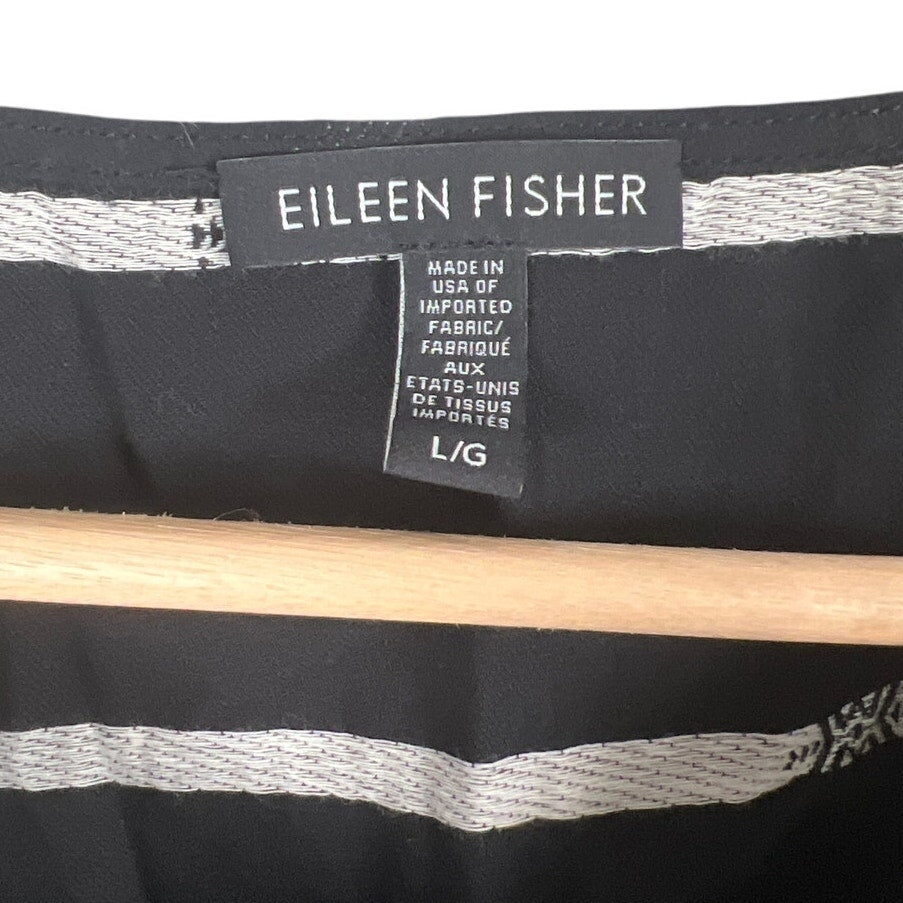 EILEEN FISHER
MADE IN
USA OF
IMPORTED
FABRIC/
FABRIQUÉ
AUX
ETATS-UNIS
DE TISSUS
IMPORTÉS
L/G